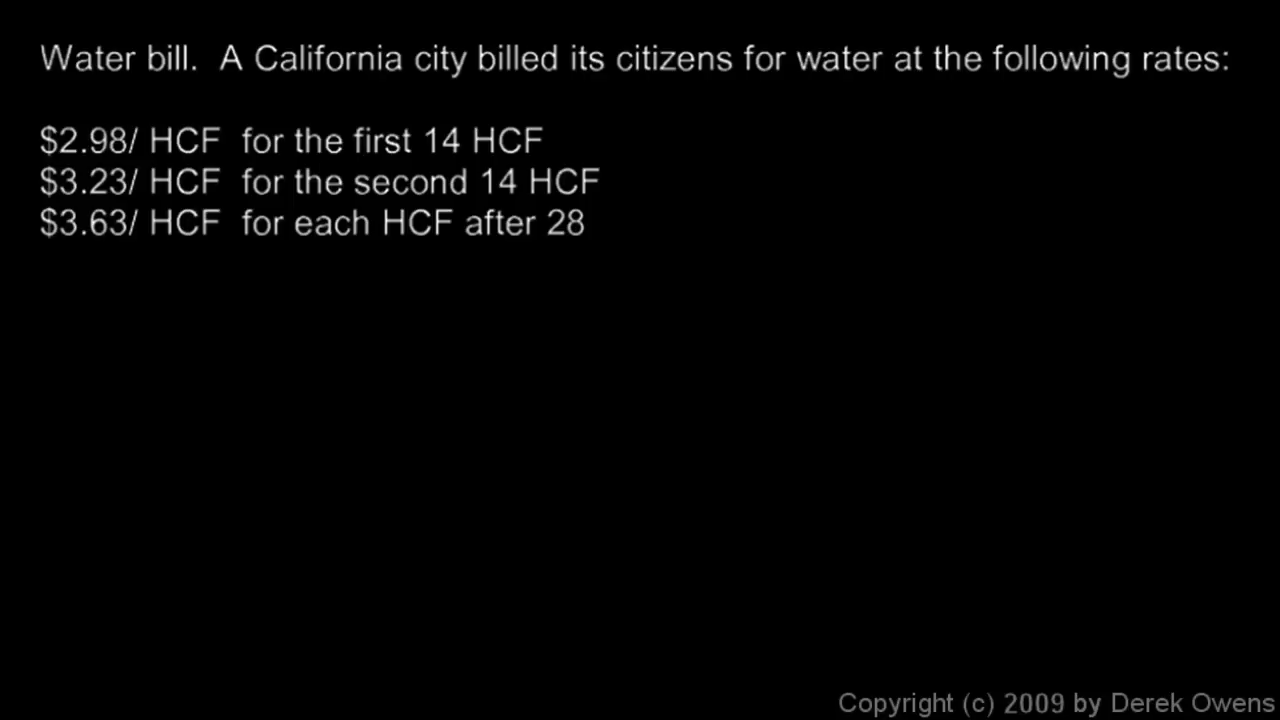 Water bill.  A California city billed its citizens for water at the following rates:
$2.98/ HCF  for the first 14 HCF
$3.23/ HCF  for the second 14 HCF
$3.63/ HCF  for each HCF after 28
Copyright (c) 2009 by Derek Owens